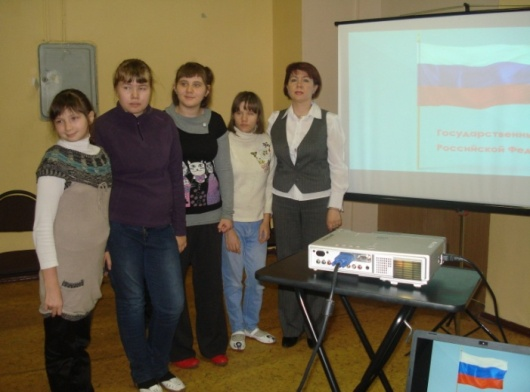 Государственн
Российской Фед